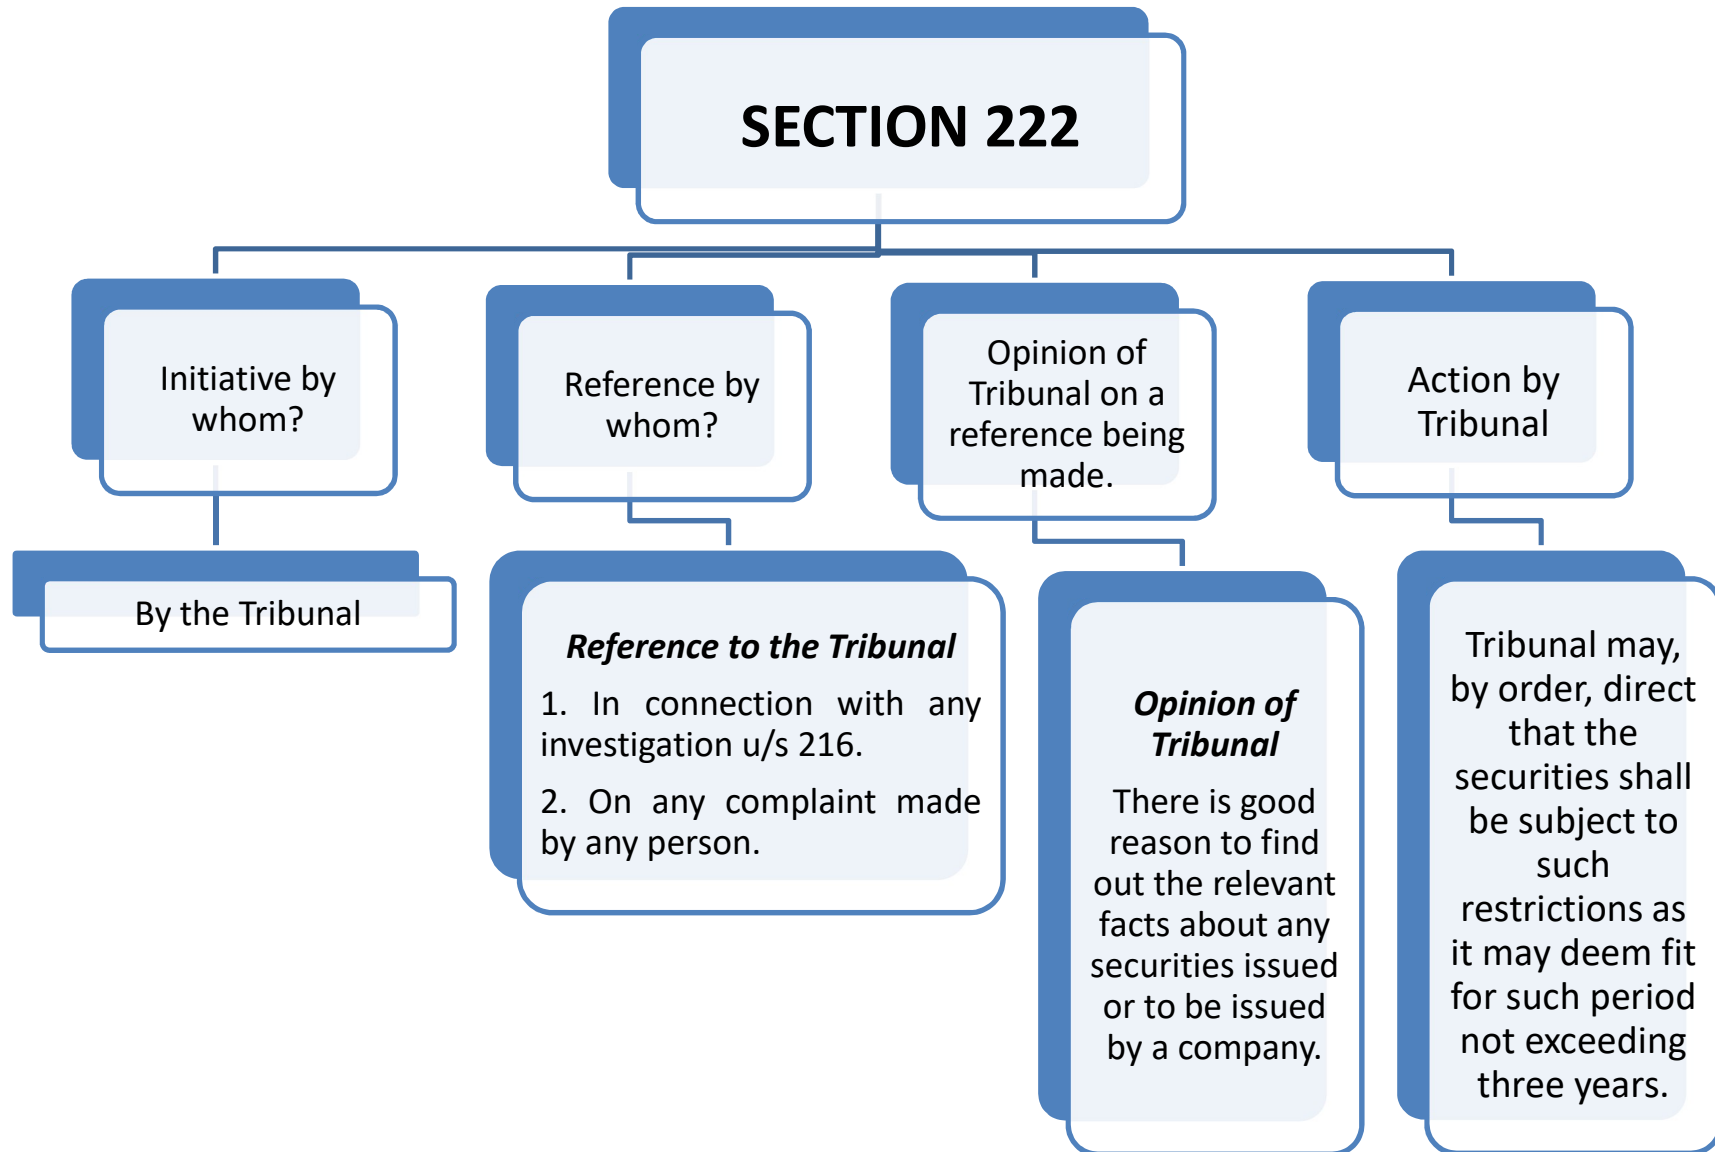 SECTION 222
Initiative by
whom?
Reference by
whom?
Opinion of
Tribunal on a
reference being
made.
Action by
Tribunal
By the Tribunal
Reference to the Tribunal
1. In connection with any
investigation u/s 216.
2. On any complaint made
by any person.
Opinion of
Tribunal
There is good
reason to find
out the relevant
facts about any
securities issued
or to be issued
by a company.
Tribunal may,
by order, direct
that the
securities shall
be subject to
such
restrictions as
it may deem fit
for such period
not exceeding
three years.